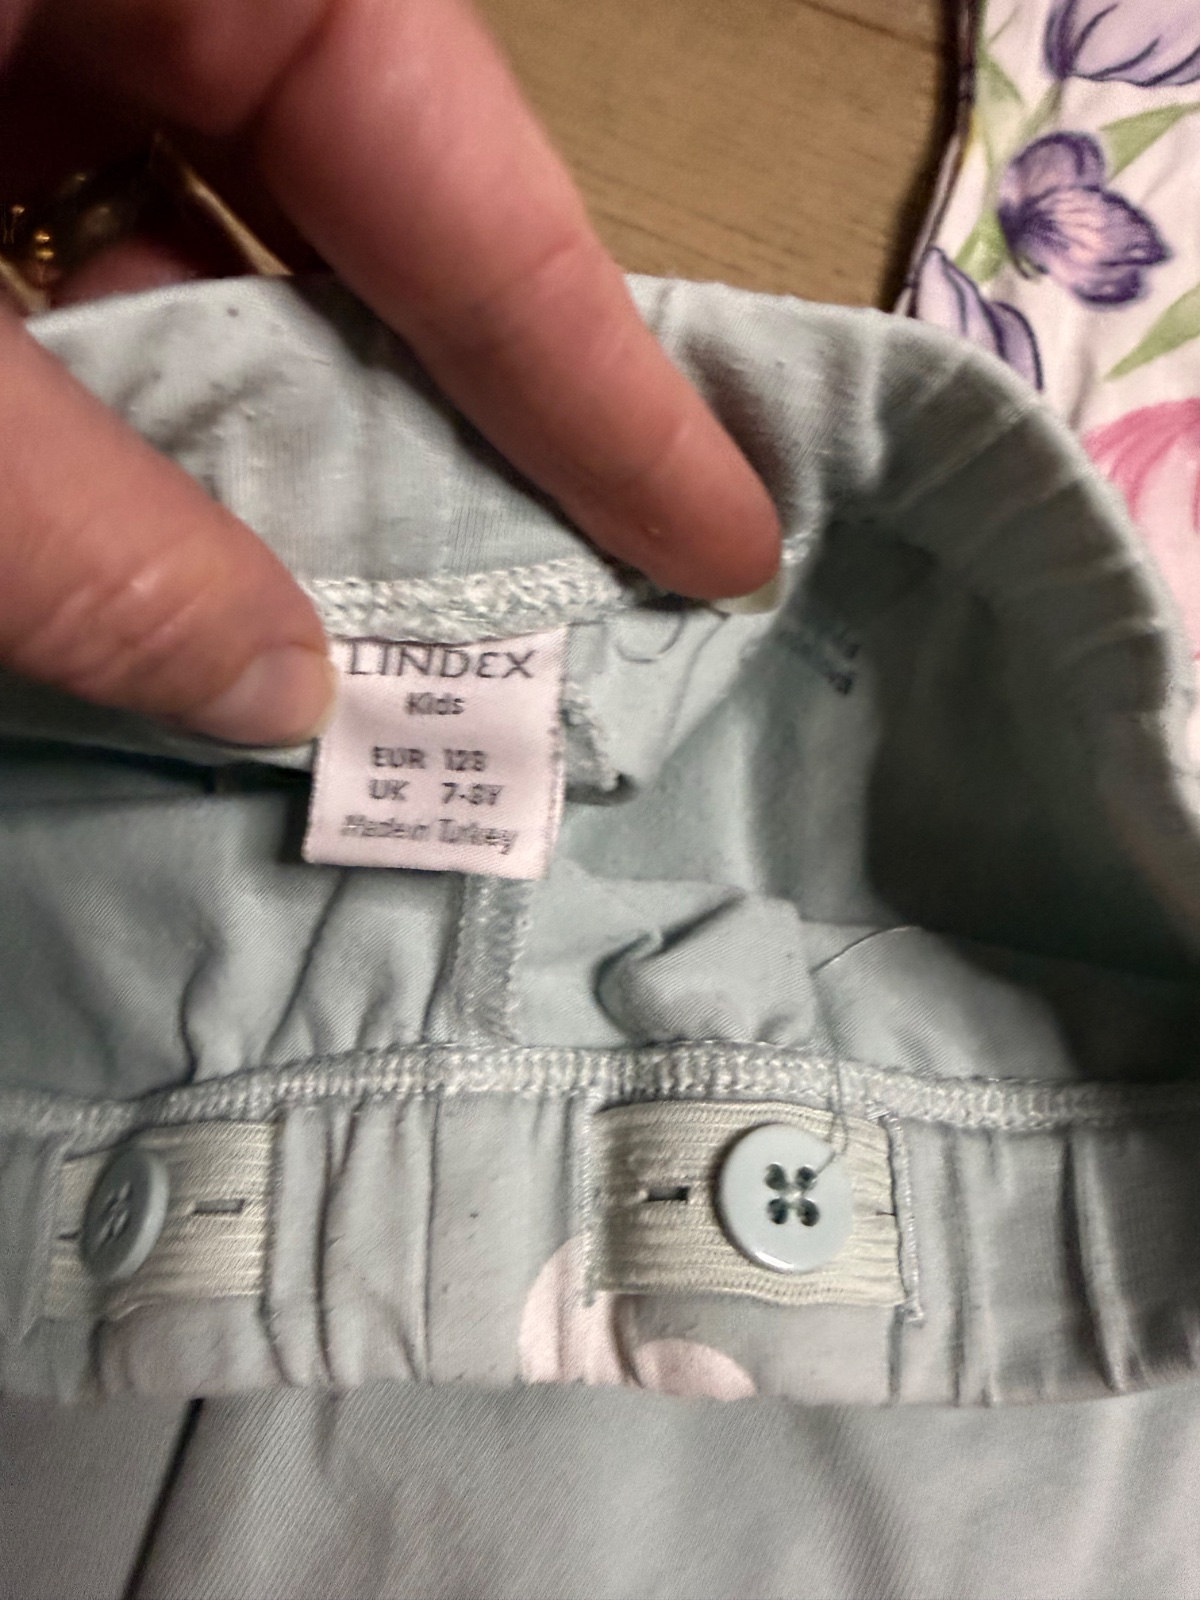 LINDEX
Kids
EUR 128
UK 7-8Y
Made in Turkey